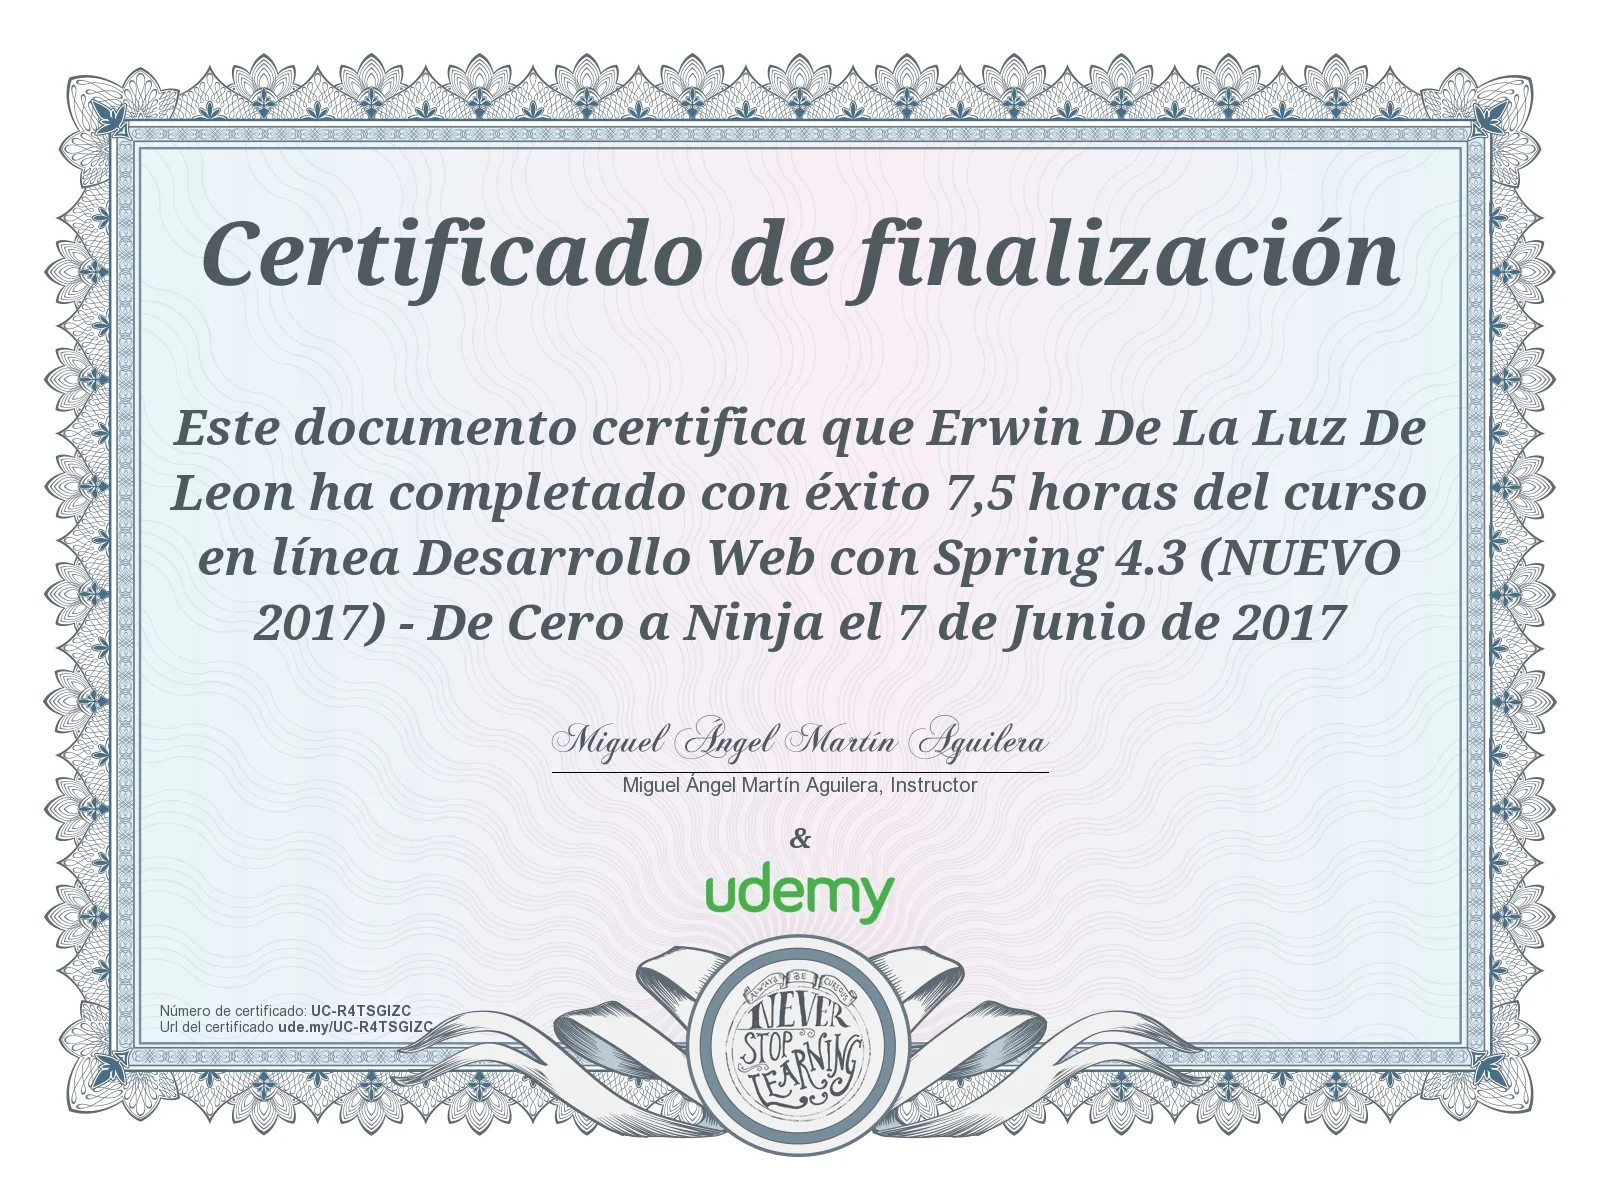 Certificado de finalización
Este documento certifica que Erwin De La Luz De
Leon ha completado con éxito 7,5 horas del curso
en línea Desarrollo Web con Spring 4.3 (NUEVO
2017) - De Cero a Ninja el 7 de Junio de 2017
Miguel Ángel Martín Aguilera
Miguel Ángel Martín Aguilera, Instructor
&
udemy
Número de certificado: UC-R4TSGIZC
Url del certificado ude.my/UC-R4TSGIZC
ALWAYS BE CURIOUS
NEVER
STOP
LEARNING